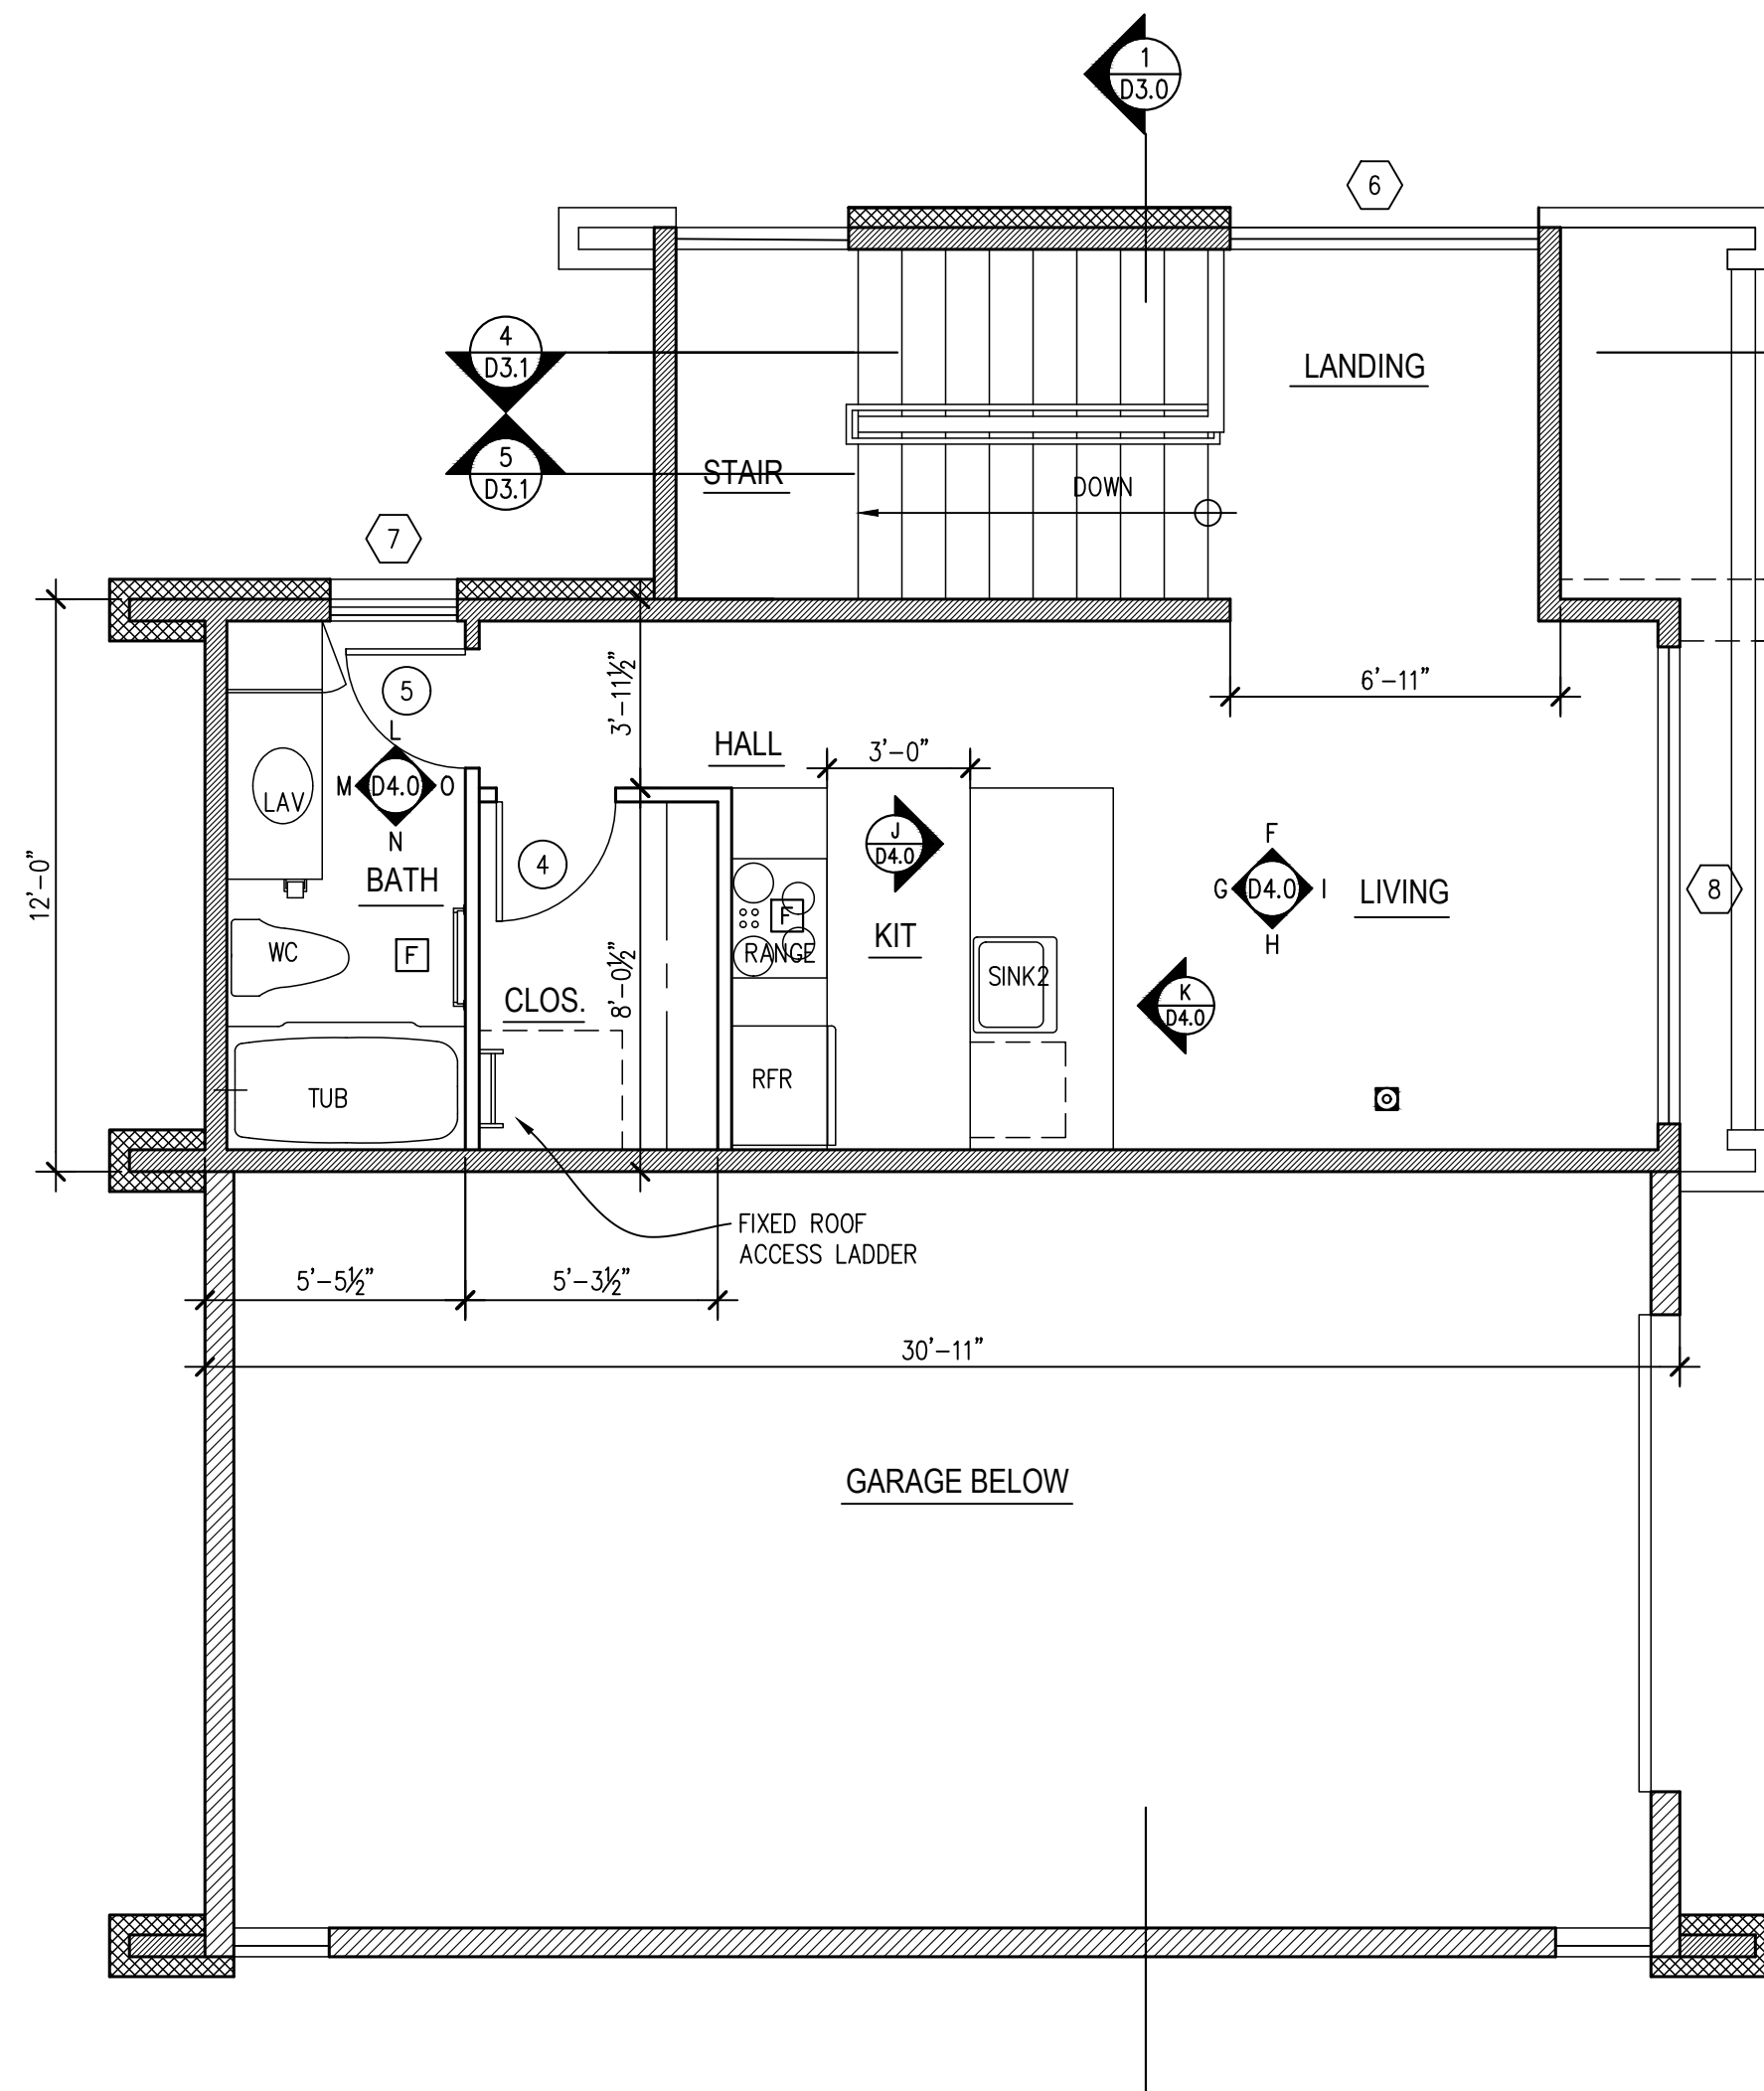 1
D3.0
6
4
D3.1
LANDING
5
D3.1
STAIR
DOWN
7
3'-11½"
6'-11"
5
L
M D4.0 O
N
LAV
BATH
HALL
3'-0"
4
J
D4.0
F
G D4.0 I
H
LIVING
8
12'-0"
F
RANGE
KIT
WC
F
8'-0½"
SINK2
CLOS.
K
D4.0
RFR
TUB
FIXED ROOF
ACCESS LADDER
5'-5½"
5'-3½"
30'-11"
GARAGE BELOW